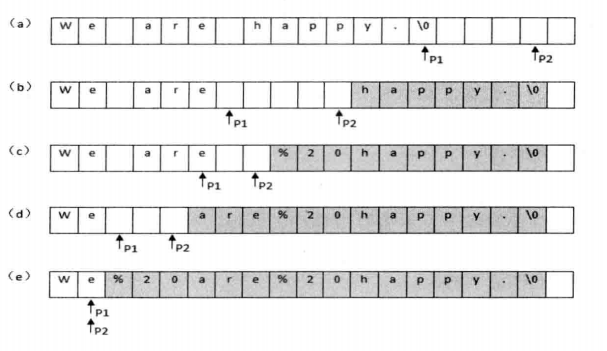 (a) W e a r e h a p p y . \0
P1 P2
(b) W e a r e h a p p y . \0
P1 P2
(c) W e a r e % 2 0 h a p p y . \0
P1 P2
(d) W e a r e % 2 0 h a p p y . \0
P1 P2
(e) W e % 2 0 a r e % 2 0 h a p p y . \0
P1
P2